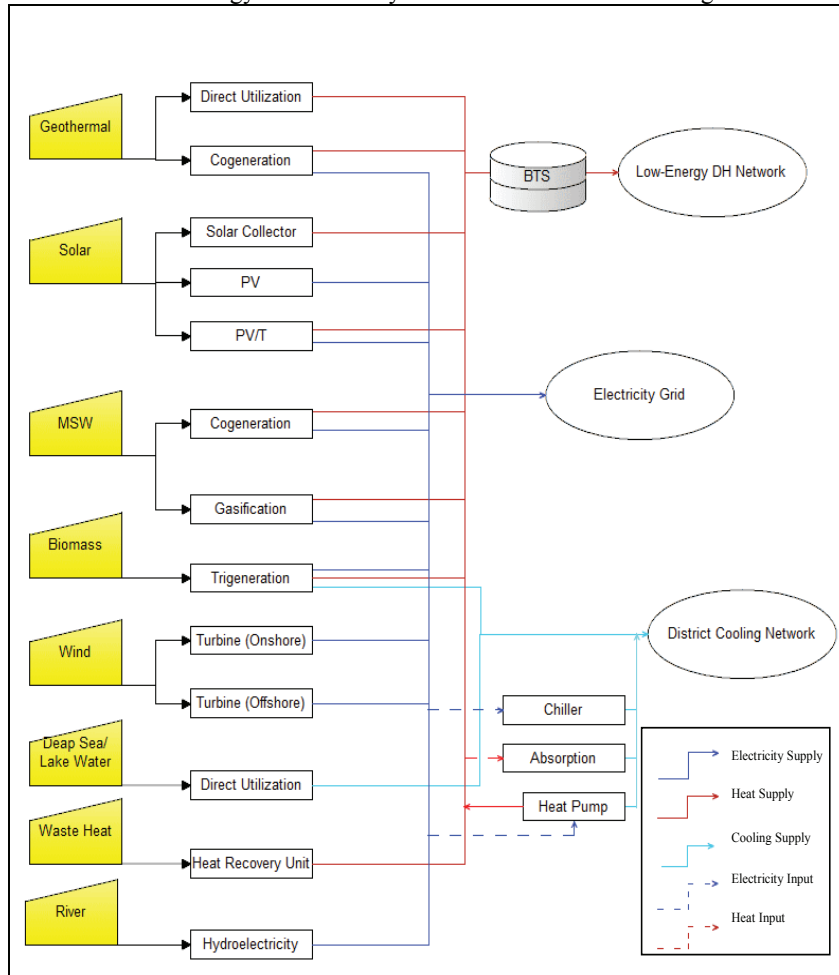 Geothermal
Direct Utilization
Cogeneration
BTS
Low-Energy DH Network
Solar
Solar Collector
PV
PV/T
Electricity Grid
MSW
Cogeneration
Gasification
Biomass
Trigeneration
District Cooling Network
Wind
Turbine (Onshore)
Turbine (Offshore)
Chiller
Absorption
Heat Pump
Deap Sea/
Lake Water
Direct Utilization
Waste Heat
Heat Recovery Unit
River
Hydroelectricity
Electricity Supply
Heat Supply
Cooling Supply
Electricity Input
Heat Input